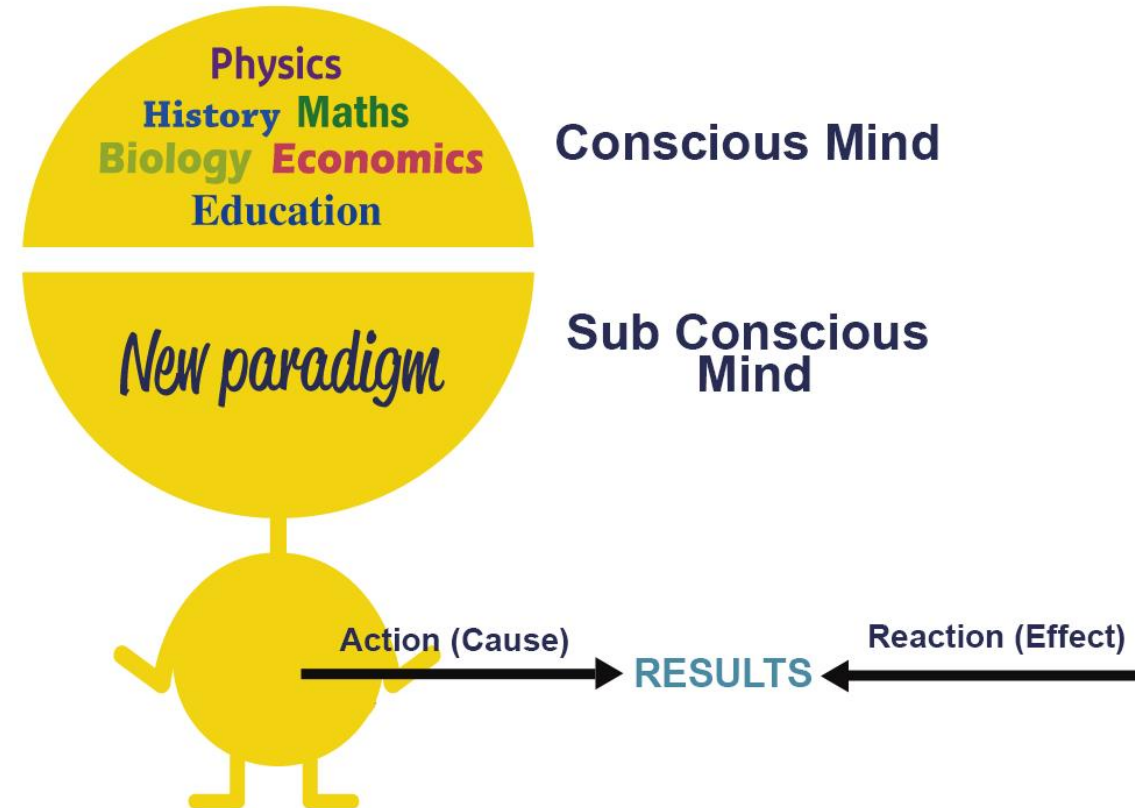 Physics
History Maths
Biology Economics
Education
Conscious Mind
New paradigm
Sub Conscious
Mind
Action (Cause)
RESULTS
Reaction (Effect)